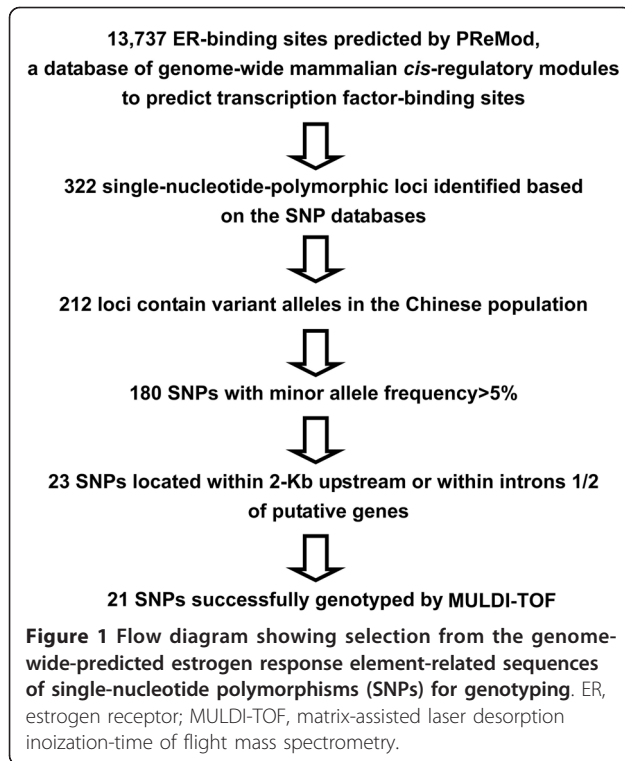 13,737 ER-binding sites predicted by PReMod,
a database of genome-wide mammalian cis-regulatory modules
to predict transcription factor-binding sites
322 single-nucleotide-polymorphic loci identified based
on the SNP databases
212 loci contain variant alleles in the Chinese population
180 SNPs with minor allele frequency>5%
23 SNPs located within 2-Kb upstream or within introns 1/2
of putative genes
21 SNPs successfully genotyped by MULDI-TOF
Figure 1 Flow diagram showing selection from the genome-
wide-predicted estrogen response element-related sequences
of single-nucleotide polymorphisms (SNPs) for genotyping. ER,
estrogen receptor; MULDI-TOF, matrix-assisted laser desorption
inoization-time of flight mass spectrometry.